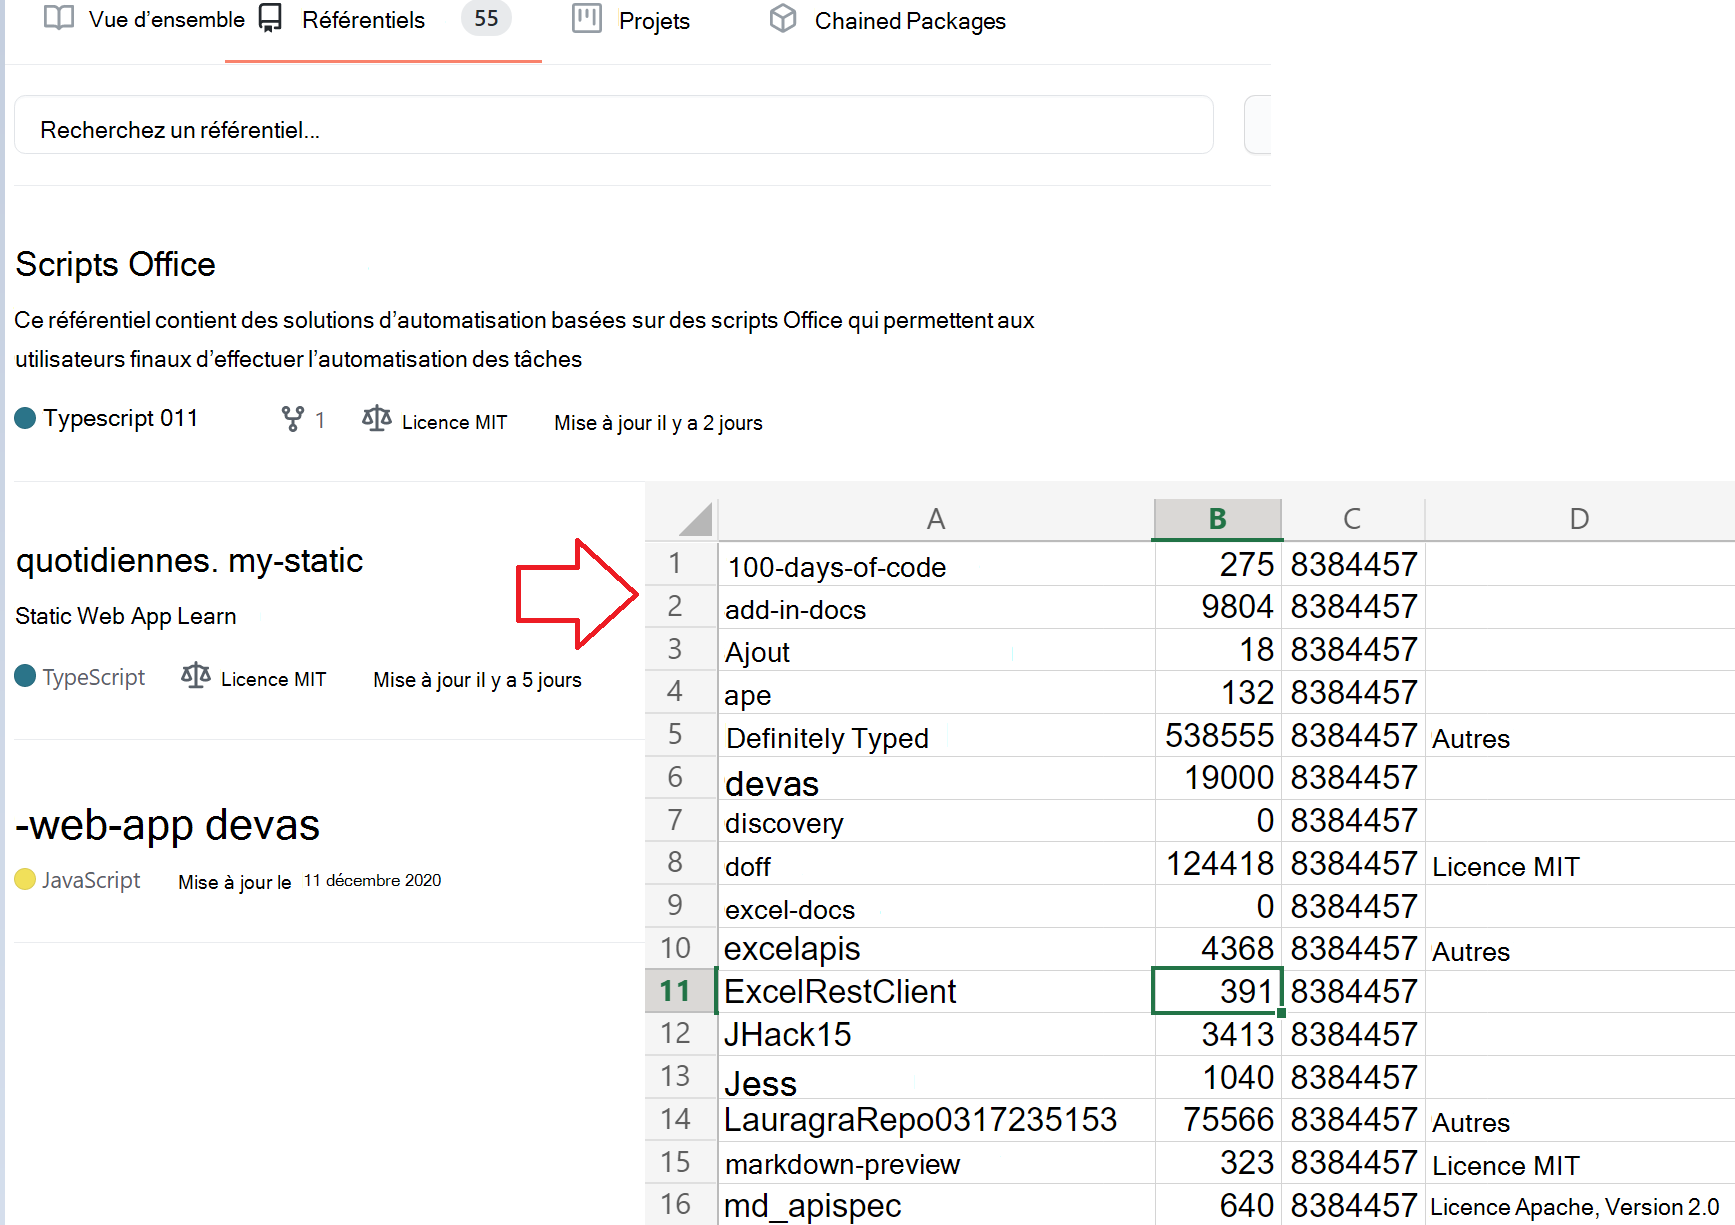 Vue d’ensemble Référentiels 55 Projets Chained Packages
Recherchez un référentiel...
Scripts Office
Ce référentiel contient des solutions d’automatisation basées sur des scripts Office qui permettent aux
utilisateurs finaux d’effectuer l’automatisation des tâches
Typescript 011 1 Licence MIT Mise à jour il y a 2 jours
quotidiennes. my-static
Static Web App Learn
TypeScript Licence MIT Mise à jour il y a 5 jours
-web-app devas
JavaScript Mise à jour le 11 décembre 2020
A B C D
1 100-days-of-code 275 8384457
2 add-in-docs 9804 8384457
3 Ajout 18 8384457
4 ape 132 8384457
5 Definitely Typed 538555 8384457 Autres
6 devas 19000 8384457
7 discovery 0 8384457
8 doff 124418 8384457 Licence MIT
9 excel-docs 0 8384457
10 excelapis 4368 8384457 Autres
11 ExcelRestClient 391 8384457
12 JHack15 3413 8384457
13 Jess 1040 8384457
14 LauragraRepo0317235153 75566 8384457 Autres
15 markdown-preview 323 8384457 Licence MIT
16 md_apispec 640 8384457 Licence Apache, Version 2.0